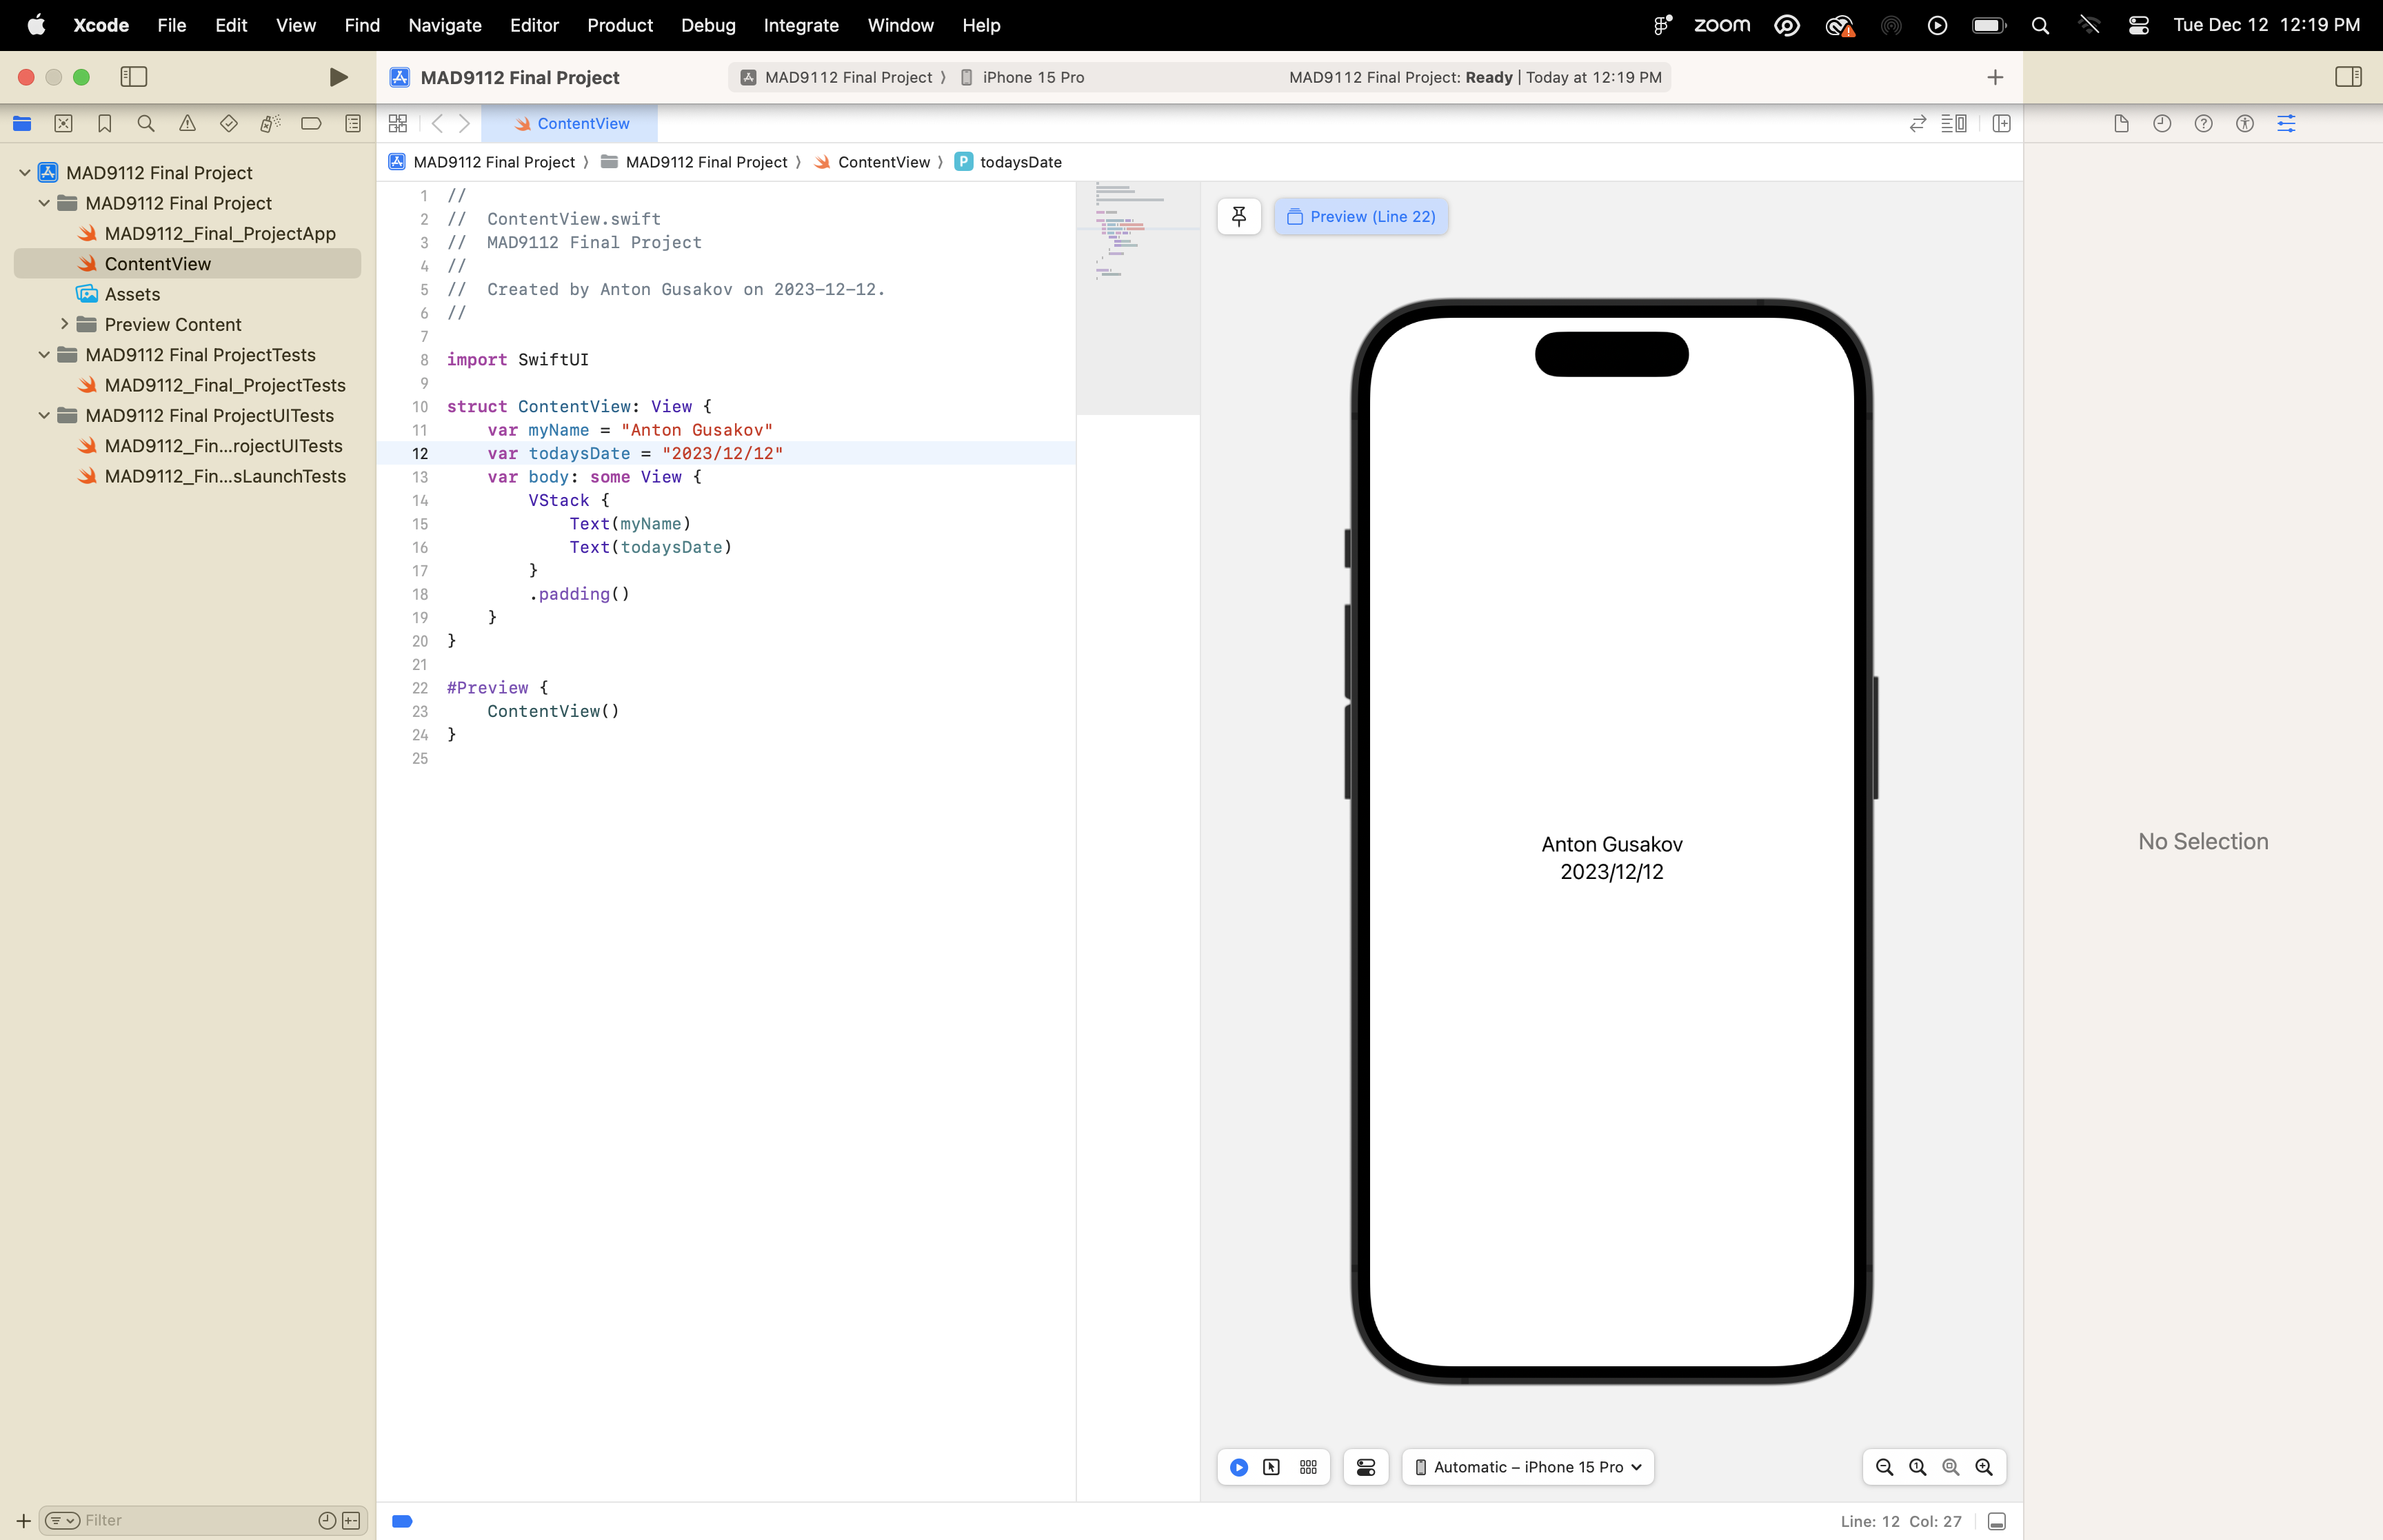 Xcode File Edit View Find Navigate Editor Product Debug Integrate Window Help zoom Tue Dec 12 12:19 PM
MAD9112 Final Project MAD9112 Final Project 〉 iPhone 15 Pro MAD9112 Final Project: Ready | Today at 12:19 PM
ContentView
MAD9112 Final Project 〉 MAD9112 Final Project 〉 ContentView 〉 P todaysDate
MAD9112 Final Project
MAD9112 Final Project
MAD9112_Final_ProjectApp
ContentView
Assets
Preview Content
MAD9112 Final ProjectTests
MAD9112_Final_ProjectTests
MAD9112 Final ProjectUITests
MAD9112_Fin...rojectUITests
MAD9112_Fin...sLaunchTests
Filter
1 //
2 //  ContentView.swift
3 //  MAD9112 Final Project
4 //
5 //  Created by Anton Gusakov on 2023-12-12.
6 //
7
8 import SwiftUI
9
10 struct ContentView: View {
11     var myName = "Anton Gusakov"
12     var todaysDate = "2023/12/12"
13     var body: some View {
14         VStack {
15             Text(myName)
16             Text(todaysDate)
17         }
18         .padding()
19     }
20 }
21
22 #Preview {
23     ContentView()
24 }
25
Preview (Line 22)
Anton Gusakov
2023/12/12
Automatic – iPhone 15 Pro
No Selection
Line: 12 Col: 27